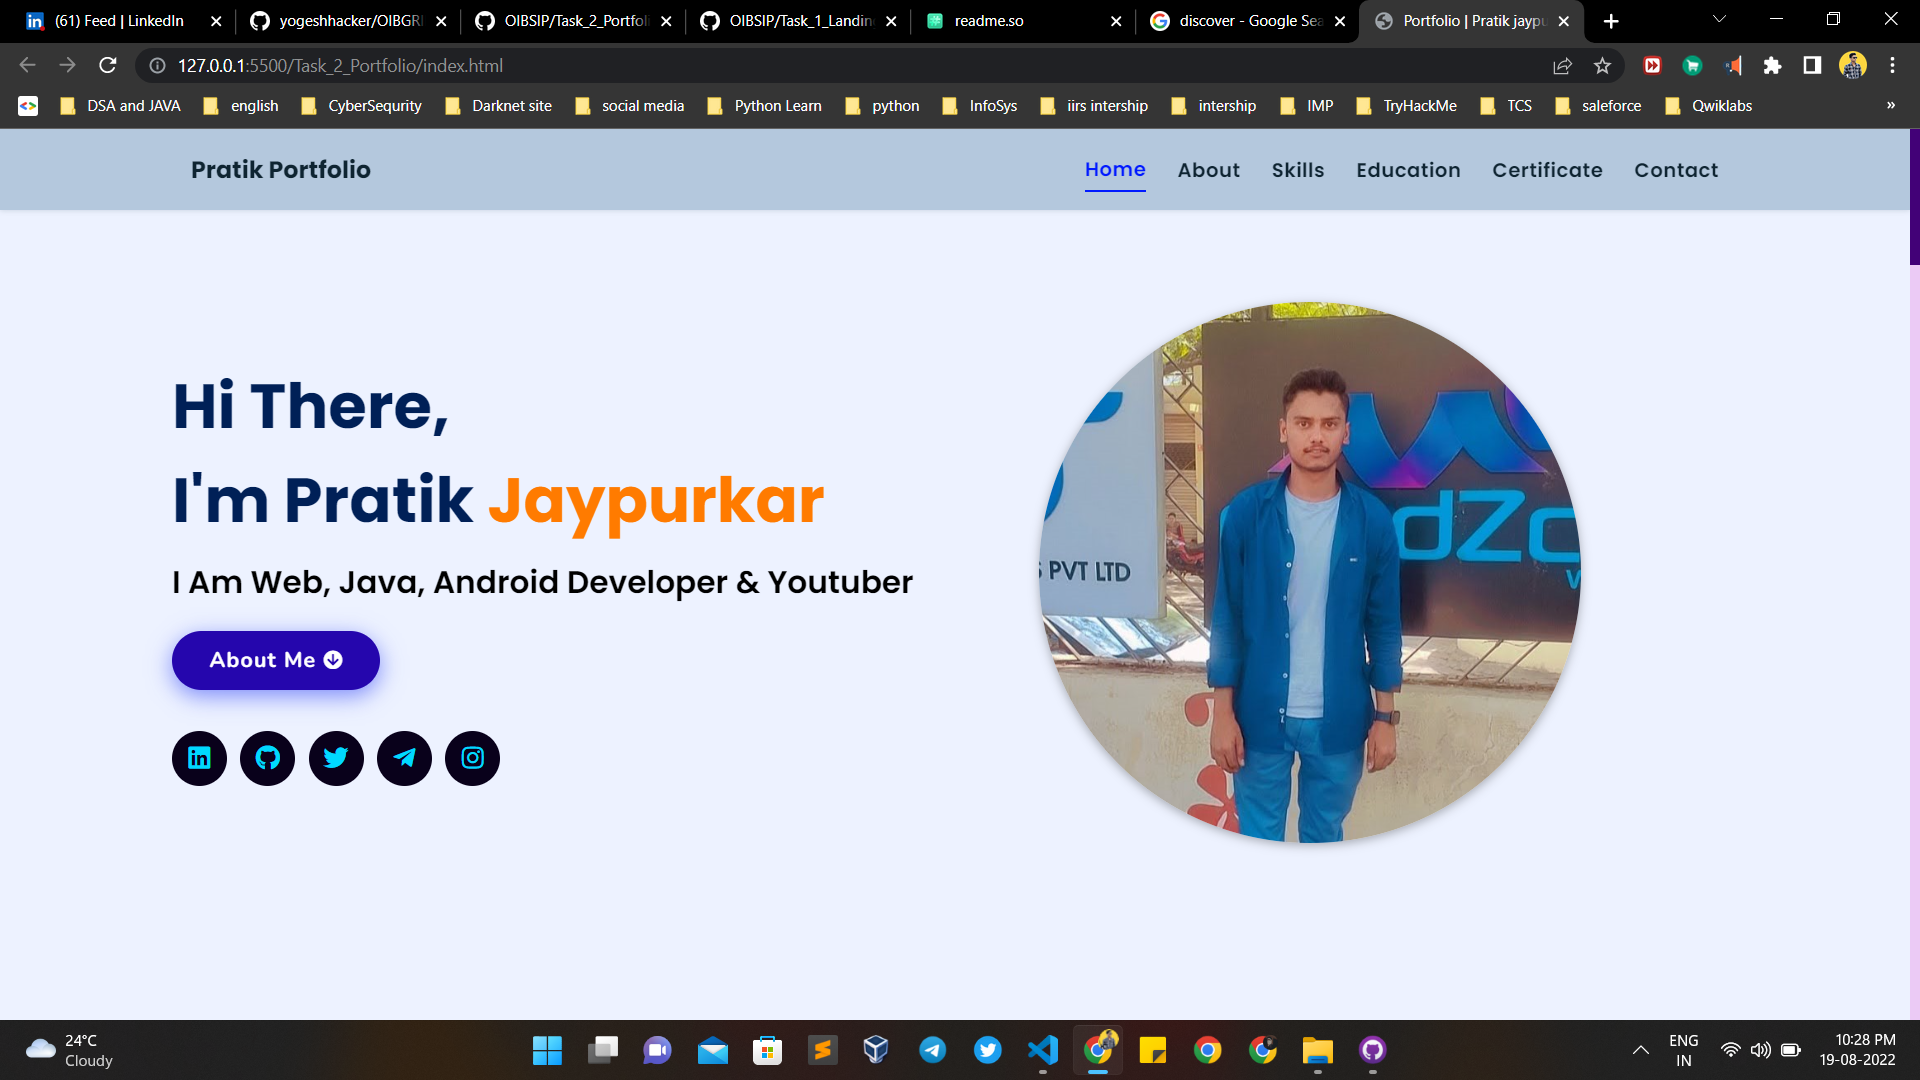 (61) Feed | LinkedIn
yogeshhacker/OIBGRI
OIBSIP/Task_2_Portfoli
OIBSIP/Task_1_Landin
readme.so
discover - Google Sea
Portfolio | Pratik jaypu
127.0.0.1:5500/Task_2_Portfolio/index.html
DSA and JAVA
english
CyberSequrity
Darknet site
social media
Python Learn
python
InfoSys
iirs intership
intership
IMP
TryHackMe
TCS
saleforce
Qwiklabs
»
Pratik Portfolio
Home
About
Skills
Education
Certificate
Contact
Hi There,
I'm Pratik Jaypurkar
I Am Web, Java, Android Developer & Youtuber
About Me
S PVT LTD
dZo
W
24°C
Cloudy
ENG
IN
10:28 PM
19-08-2022